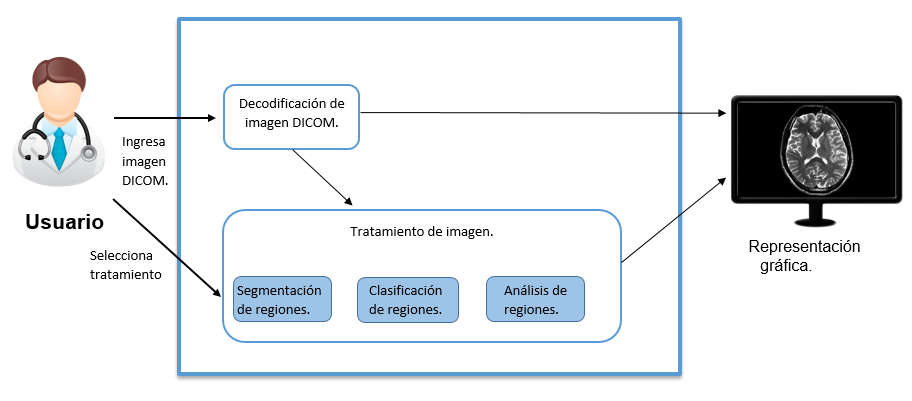 Decodificación de
imagen DICOM.
Ingresa
imagen
DICOM.
Usuario
Selecciona
tratamiento
Tratamiento de imagen.
Segmentación
de regiones.
Clasificación
de regiones.
Análisis de
regiones.
Representación
gráfica.